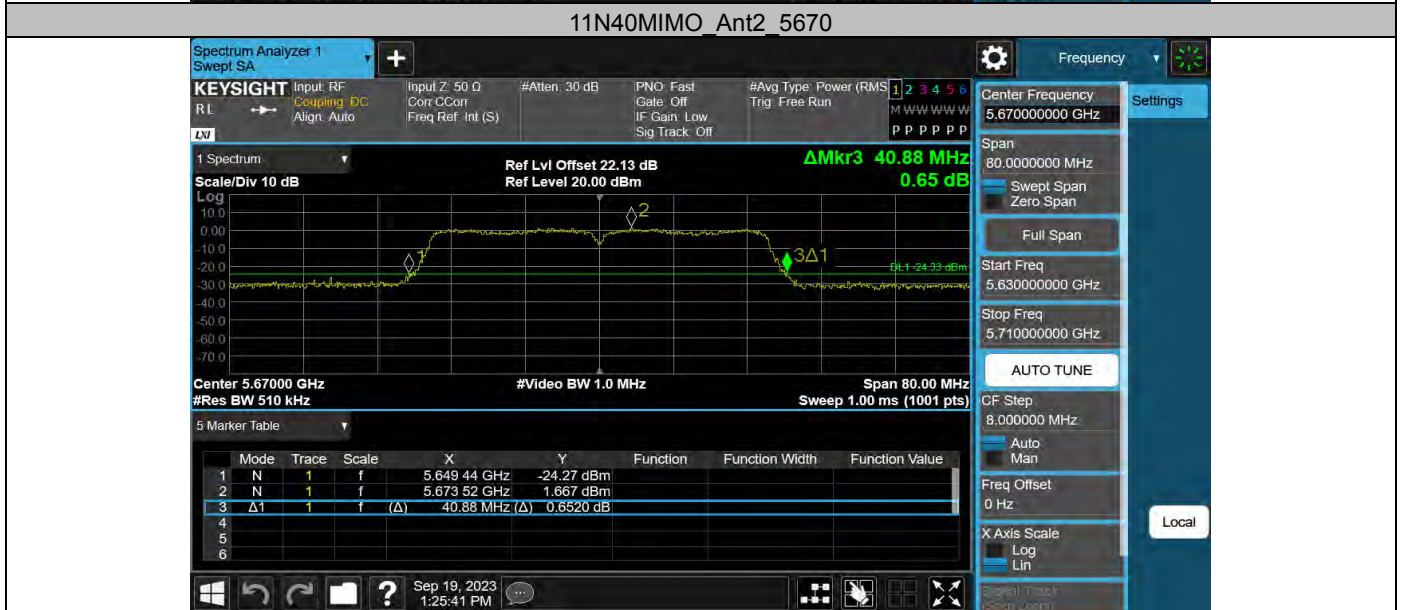 11N40MIMO_Ant2_5670
Spectrum Analyzer 1
Swept SA
+
Frequency
KEYSIGHT
RL
LXI
Input: RF
Coupling: DC
Align: Auto
Input Z: 50 Ω
Corr CCorr
Freq Ref: Int (S)
#Atten: 30 dB
PNO: Fast
Gate: Off
IF Gain: Low
Sig Track: Off
#Avg Type: Power (RMS
Trig: Free Run
1 2 3 4 5 6
M W W W W W
P P P P P P
Center Frequency
5.670000000 GHz
Settings
Span
80.0000000 MHz
Swept Span
Zero Span
Full Span
Start Freq
5.630000000 GHz
Stop Freq
5.710000000 GHz
AUTO TUNE
CF Step
8.000000 MHz
Auto
Man
Freq Offset
0 Hz
X Axis Scale
Log
Lin
Local
1 Spectrum
Scale/Div 10 dB
Log
Ref Lvl Offset 22.13 dB
Ref Level 20.00 dBm
ΔMkr3 40.88 MHz
0.65 dB
10.0
0.00
-10.0
-20.0
-30.0
-40.0
-50.0
-60.0
-70.0
1
2
3Δ1
DL1 -24.33 dBm
Center 5.67000 GHz
#Video BW 1.0 MHz
Span 80.00 MHz
#Res BW 510 kHz
Sweep 1.00 ms (1001 pts)
5 Marker Table
Mode Trace Scale X Y Function Function Width Function Value
1 N 1 f 5.649 44 GHz -24.27 dBm
2 N 1 f 5.673 52 GHz 1.667 dBm
3 Δ1 1 f (Δ) 40.88 MHz (Δ) 0.6520 dB
4
5
6
?
Sep 19, 2023
1:25:41 PM